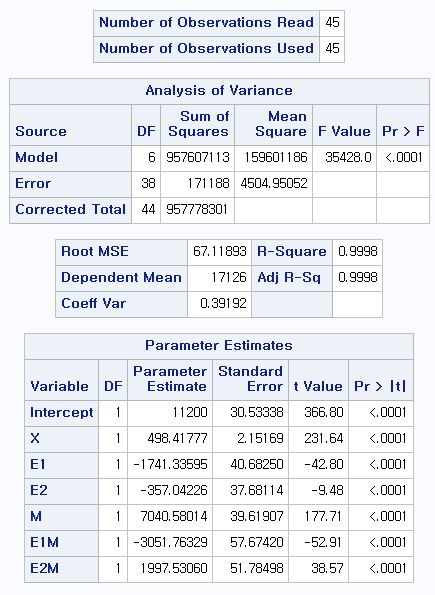 Number of Observations Read 45
Number of Observations Used 45
Analysis of Variance
Source DF Sum of Squares Mean Square F Value Pr > F
Model 6 957607113 159601186 35428.0 <.0001
Error 38 171188 4504.95052
Corrected Total 44 957778301
Root MSE 67.11893 R-Square 0.9998
Dependent Mean 17126 Adj R-Sq 0.9998
Coeff Var 0.39192
Parameter Estimates
Variable DF Parameter Estimate Standard Error t Value Pr > |t|
Intercept 1 11200 30.53338 366.80 <.0001
X 1 498.41777 2.15169 231.64 <.0001
E1 1 -1741.33595 40.68250 -42.80 <.0001
E2 1 -357.04226 37.68114 -9.48 <.0001
M 1 7040.58014 39.61907 177.71 <.0001
E1M 1 -3051.76329 57.67420 -52.91 <.0001
E2M 1 1997.53060 51.78498 38.57 <.0001